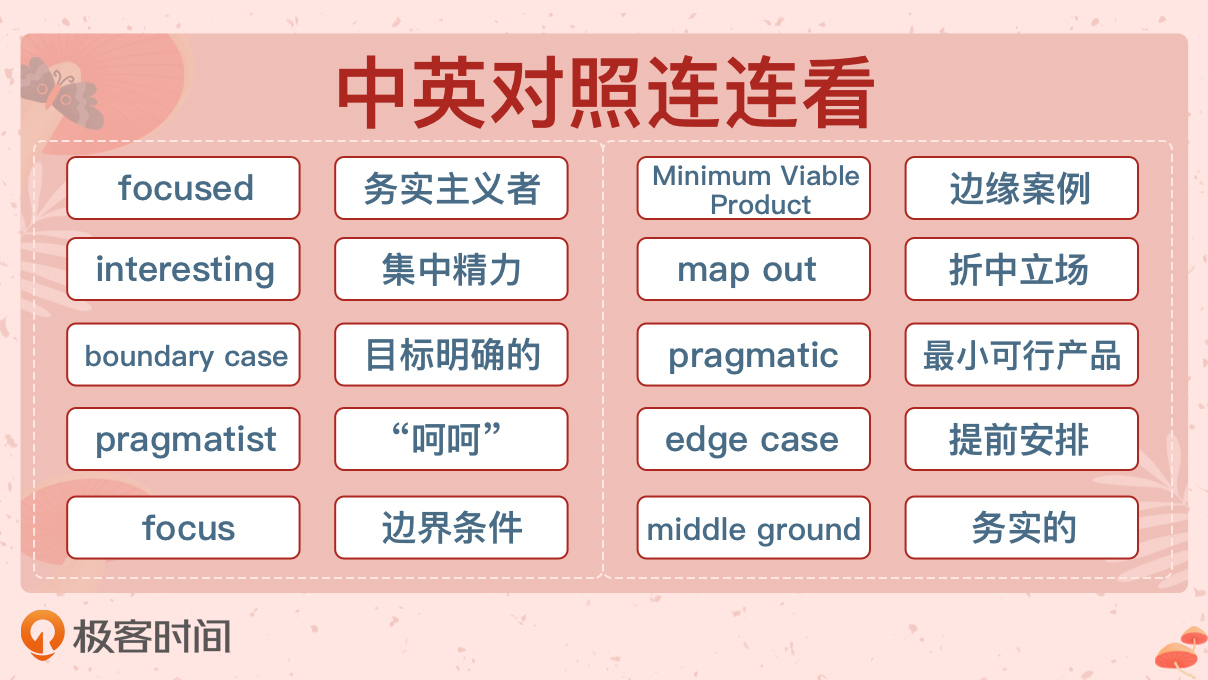 中英对照连连看
focused
务实主义者
Minimum Viable
Product
边缘案例
interesting
集中精力
map out
折中立场
boundary case
目标明确的
pragmatic
最小可行产品
pragmatist
“呵呵”
edge case
提前安排
focus
边界条件
middle ground
务实的
极客时间